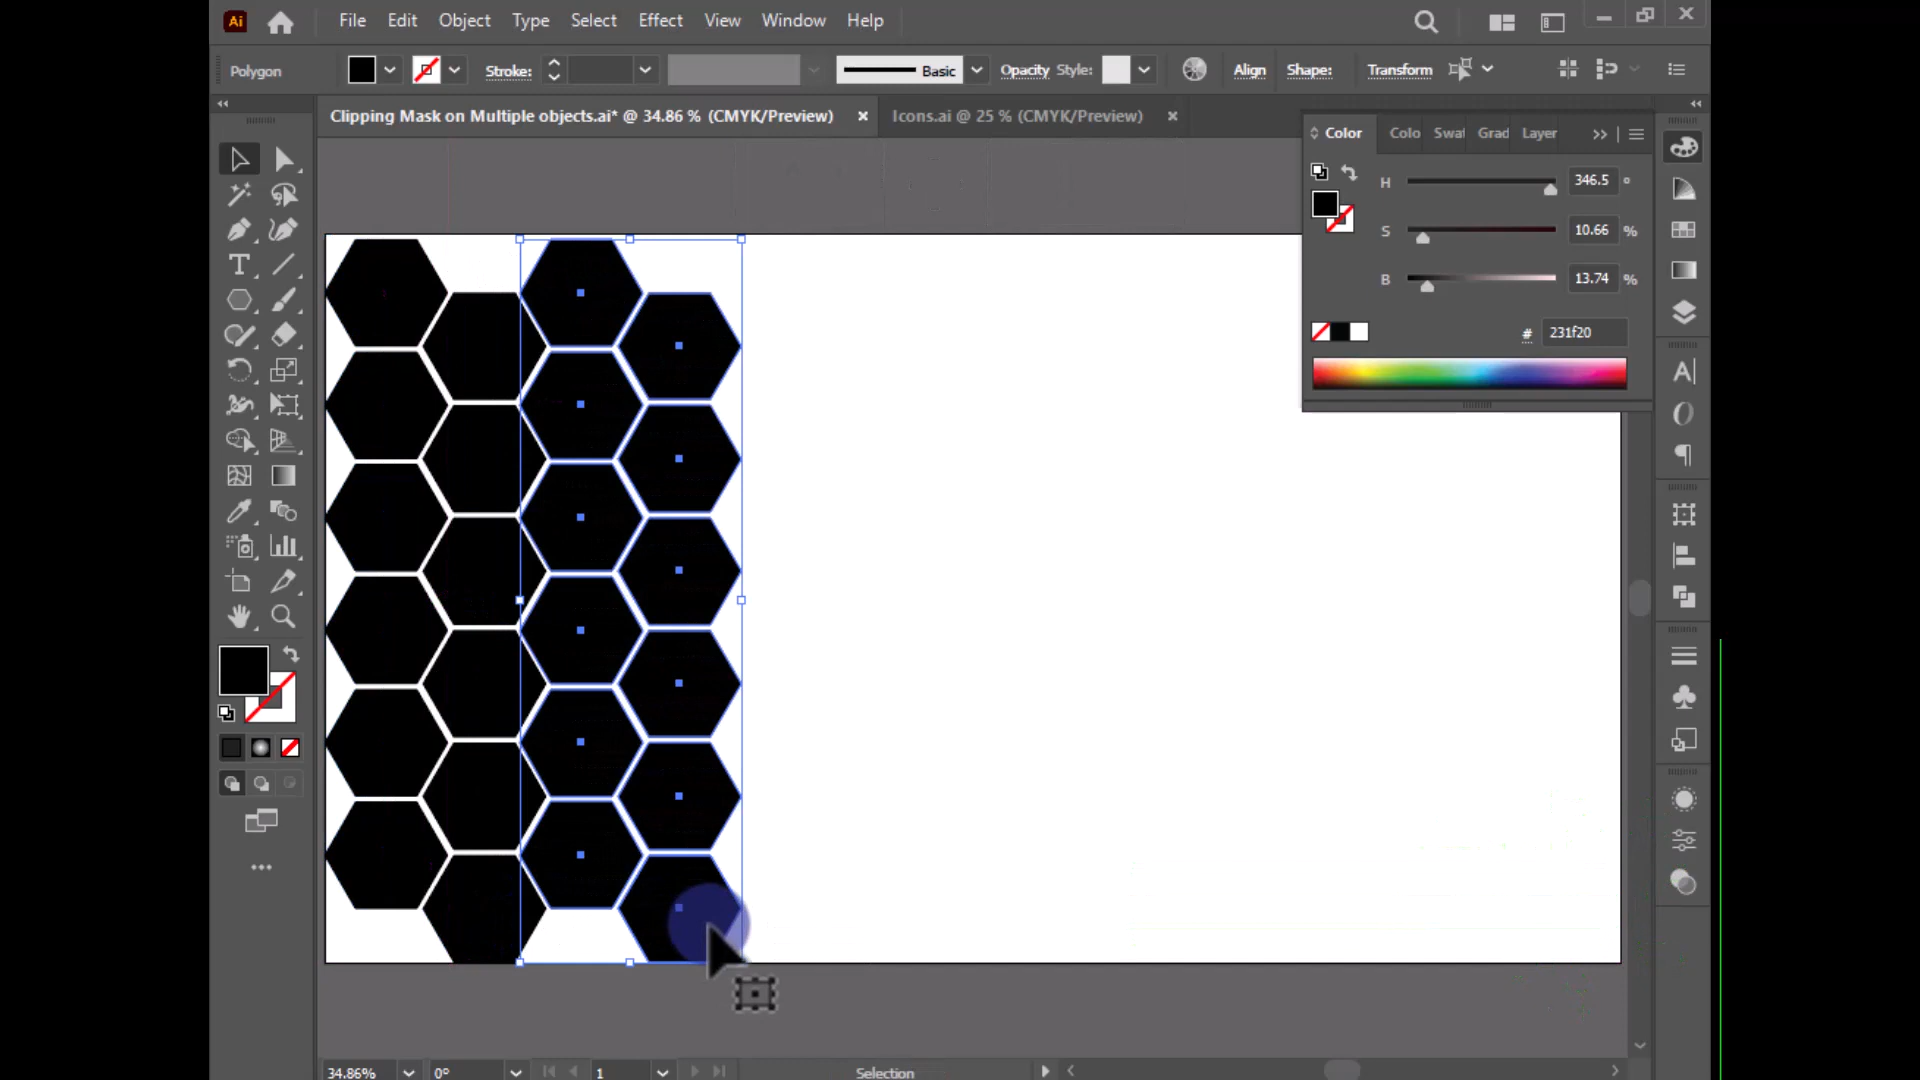 Ai File Edit Object Type Select Effect View Window Help
Polygon Stroke: Basic Opacity Style: Align Shape: Transform
Clipping Mask on Multiple objects.ai* @ 34.86 % (CMYK/Preview) × Icons.ai @ 25 % (CMYK/Preview) ×
Color Colo Swat Grad Layer
H 346.5 °
S 10.66 %
B 13.74 %
# 231f20
34.86% 0° 1 Selection